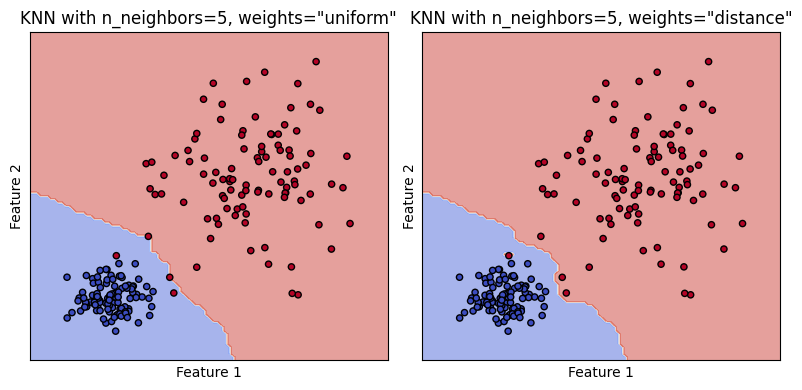 KNN with n_neighbors=5, weights="uniform"
KNN with n_neighbors=5, weights="distance"
Feature 2
Feature 2
Feature 1
Feature 1